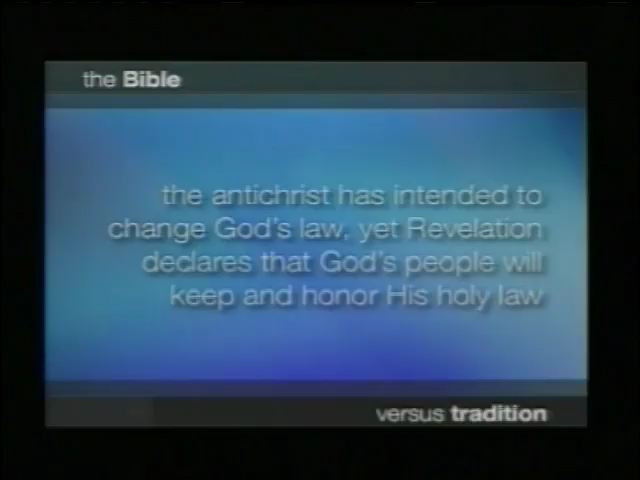 the Bible
the antichrist has intended to
change God's law, yet Revelation
declares that God's people will
keep and honor His holy law
versus tradition